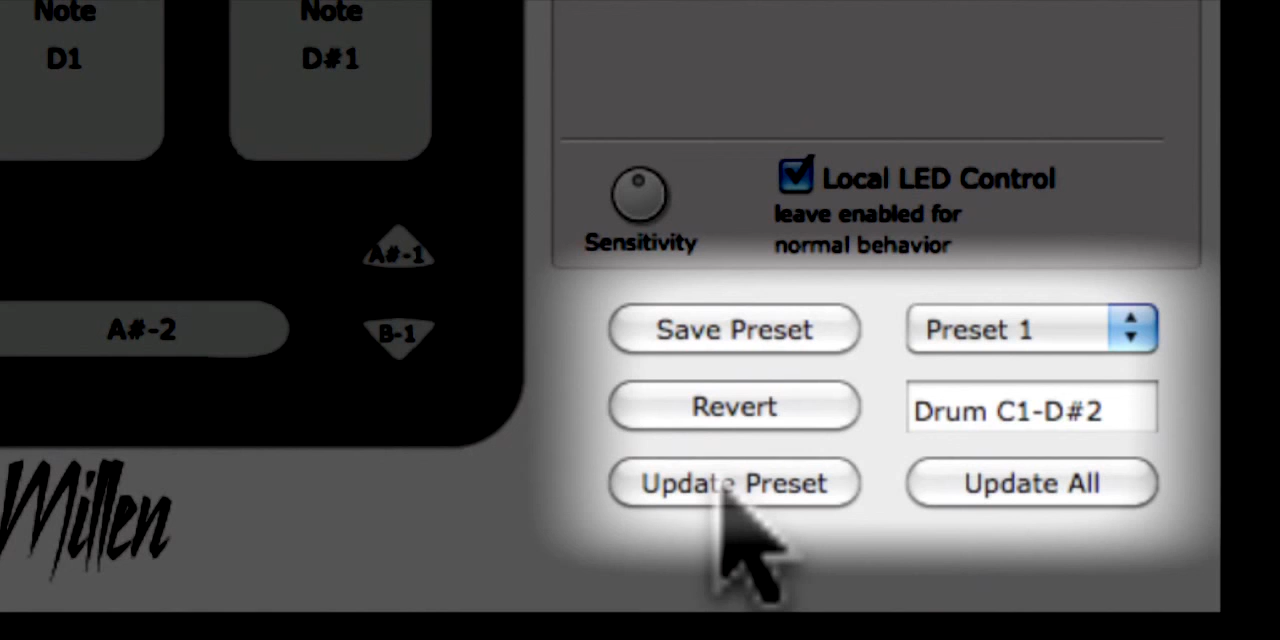 Note
D1
Note
D#1
Local LED Control
leave enabled for
normal behavior
Sensitivity
A#-1
B-1
A#-2
Save Preset
Preset 1
Revert
Drum C1-D#2
Update Preset
Update All
Millen